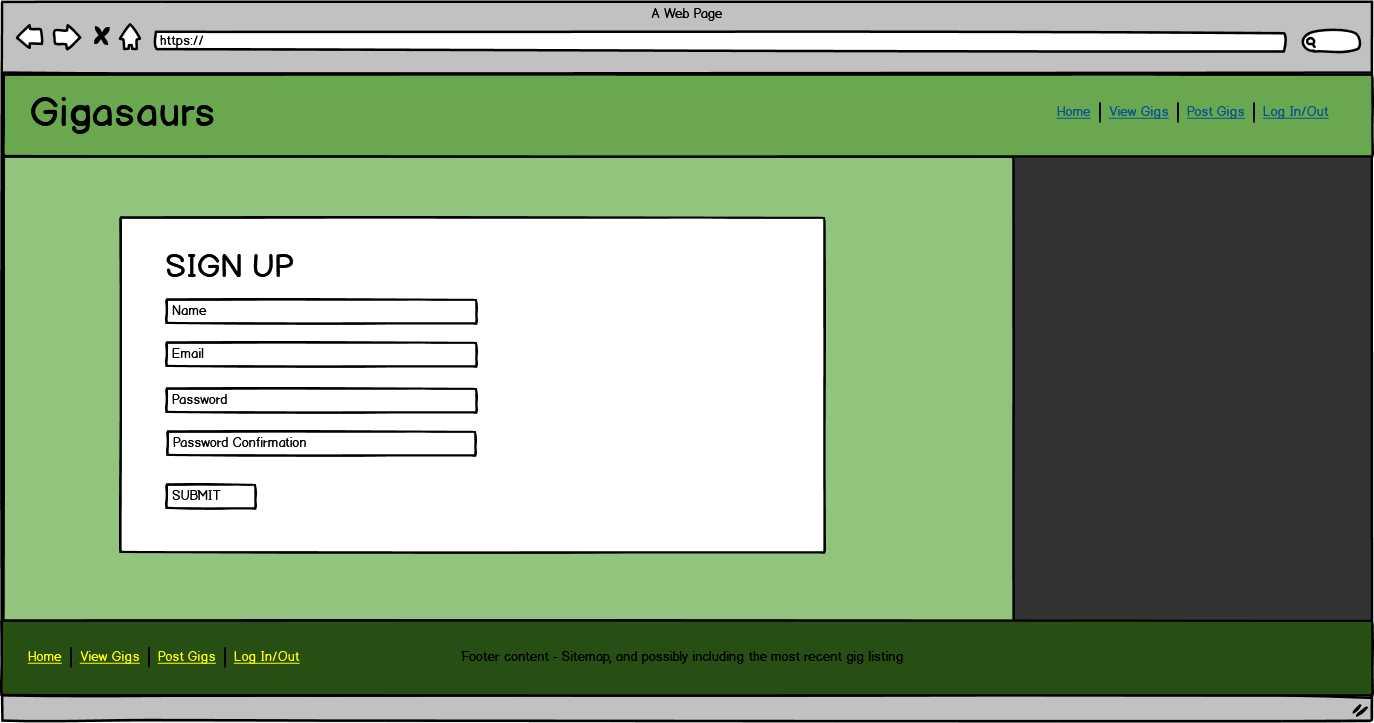 A Web Page
https://
Gigasaurs
Home View Gigs Post Gigs Log In/Out
SIGN UP
Name
Email
Password
Password Confirmation
SUBMIT
Home View Gigs Post Gigs Log In/Out
Footer content - Sitemap, and possibly including the most recent gig listing